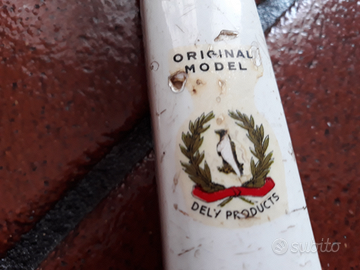 ORIGINAL
MODEL
DELY PRODUCTS
subito